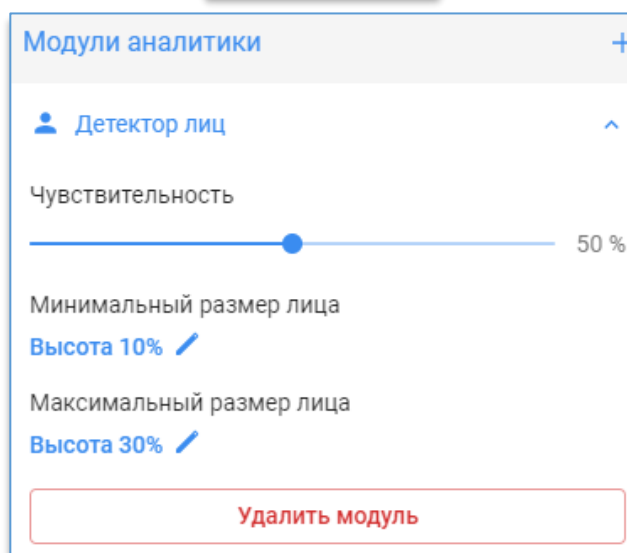 Модули аналитики
Детектор лиц
Чувствительность
50 %
Минимальный размер лица
Высота 10%
Максимальный размер лица
Высота 30%
Удалить модуль